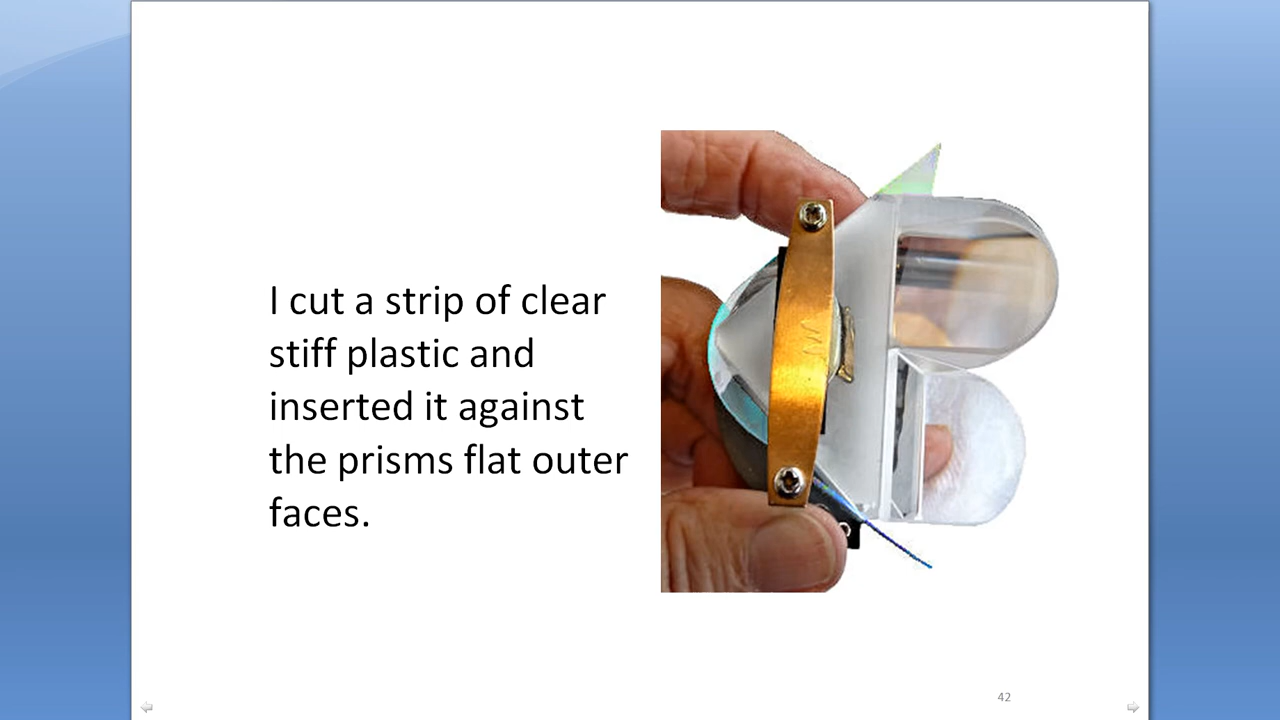 I cut a strip of clear
stiff plastic and
inserted it against
the prisms flat outer
faces.
42